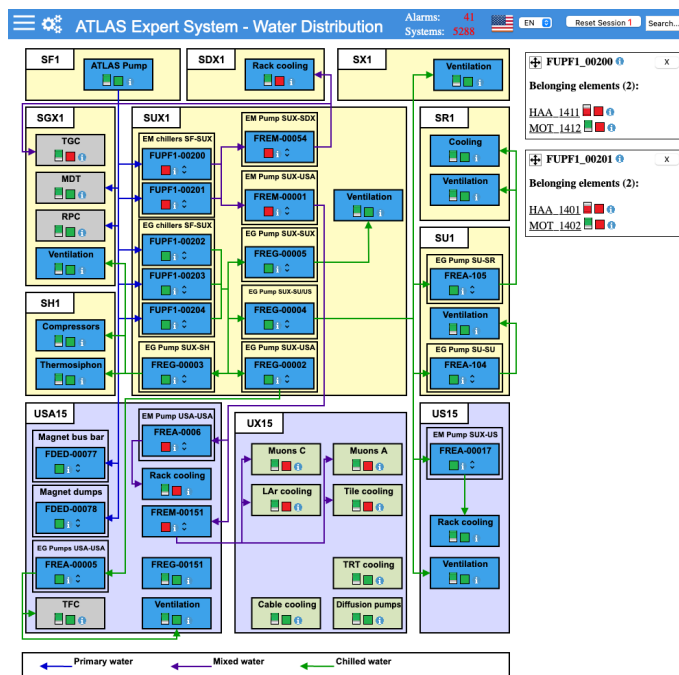 ATLAS Expert System - Water Distribution
Alarms: 41
Systems: 5288
EN
Reset Session 1
Search...
SF1
ATLAS Pump
SDX1
Rack cooling
SX1
Ventilation
FUPF1_00200
X
Belonging elements (2):
HAA_1411
MOT_1412
FUPF1_00201
X
Belonging elements (2):
HAA_1401
MOT_1402
SGX1
TGC
MDT
RPC
Ventilation
SUX1
EM chillers SF-SUX
FUPF1-00200
FUPF1-00201
EG chillers SF-SUX
FUPF1-00202
FUPF1-00203
FUPF1-00204
EG Pump SUX-SH
FREG-00003
EM Pump SUX-SDX
FREM-00054
EM Pump SUX-USA
FREM-00001
EG Pump SUX-SUX
FREG-00005
EG Pump SUX-SU/US
FREG-00004
EG Pump SUX-USA
FREG-00002
Ventilation
SR1
Cooling
Ventilation
SU1
EG Pump SU-SR
FREA-105
Ventilation
EG Pump SU-SU
FREA-104
SH1
Compressors
Thermosiphon
USA15
Magnet bus bar
FDED-00077
Magnet dumps
FDED-00078
EG Pumps USA-USA
FREA-00005
TFC
EM Pump USA-USA
FREA-0006
Rack cooling
FREM-00151
FREG-00151
Ventilation
UX15
Muons C
Muons A
LAr cooling
Tile cooling
TRT cooling
Cable cooling
Diffusion pumps
US15
EM Pump SUX-US
FREA-00017
Rack cooling
Ventilation
Primary water
Mixed water
Chilled water